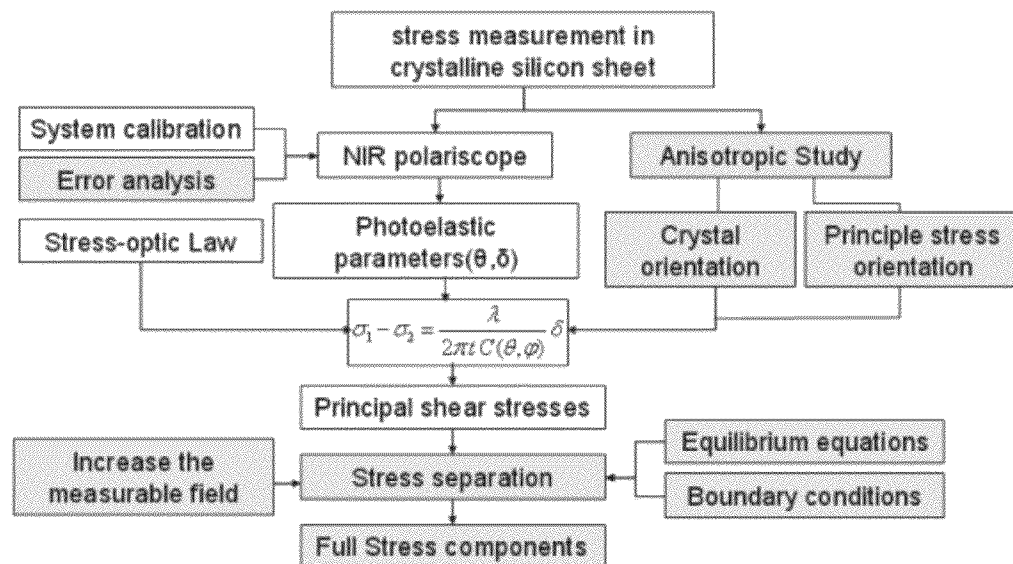 stress measurement in
crystalline silicon sheet
System calibration
Error analysis
NIR polariscope
Anisotropic Study
Stress-optic Law
Photoelastic
parameters(θ,δ)
Crystal
orientation
Principle stress
orientation
σ₁ − σ₂ = λ / 2πt C(θ,φ) δ
Principal shear stresses
Increase the
measurable field
Stress separation
Equilibrium equations
Boundary conditions
Full Stress components